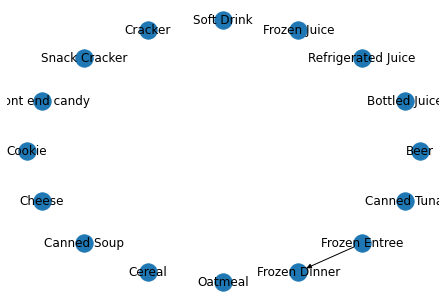 Soft Drink
Cracker
Frozen Juice
Snack Cracker
Refrigerated Juice
ont end candy
Bottled Juice
Cookie
Beer
Cheese
Canned Tuna
Canned Soup
Frozen Entree
Cereal
Frozen Dinner
Oatmeal